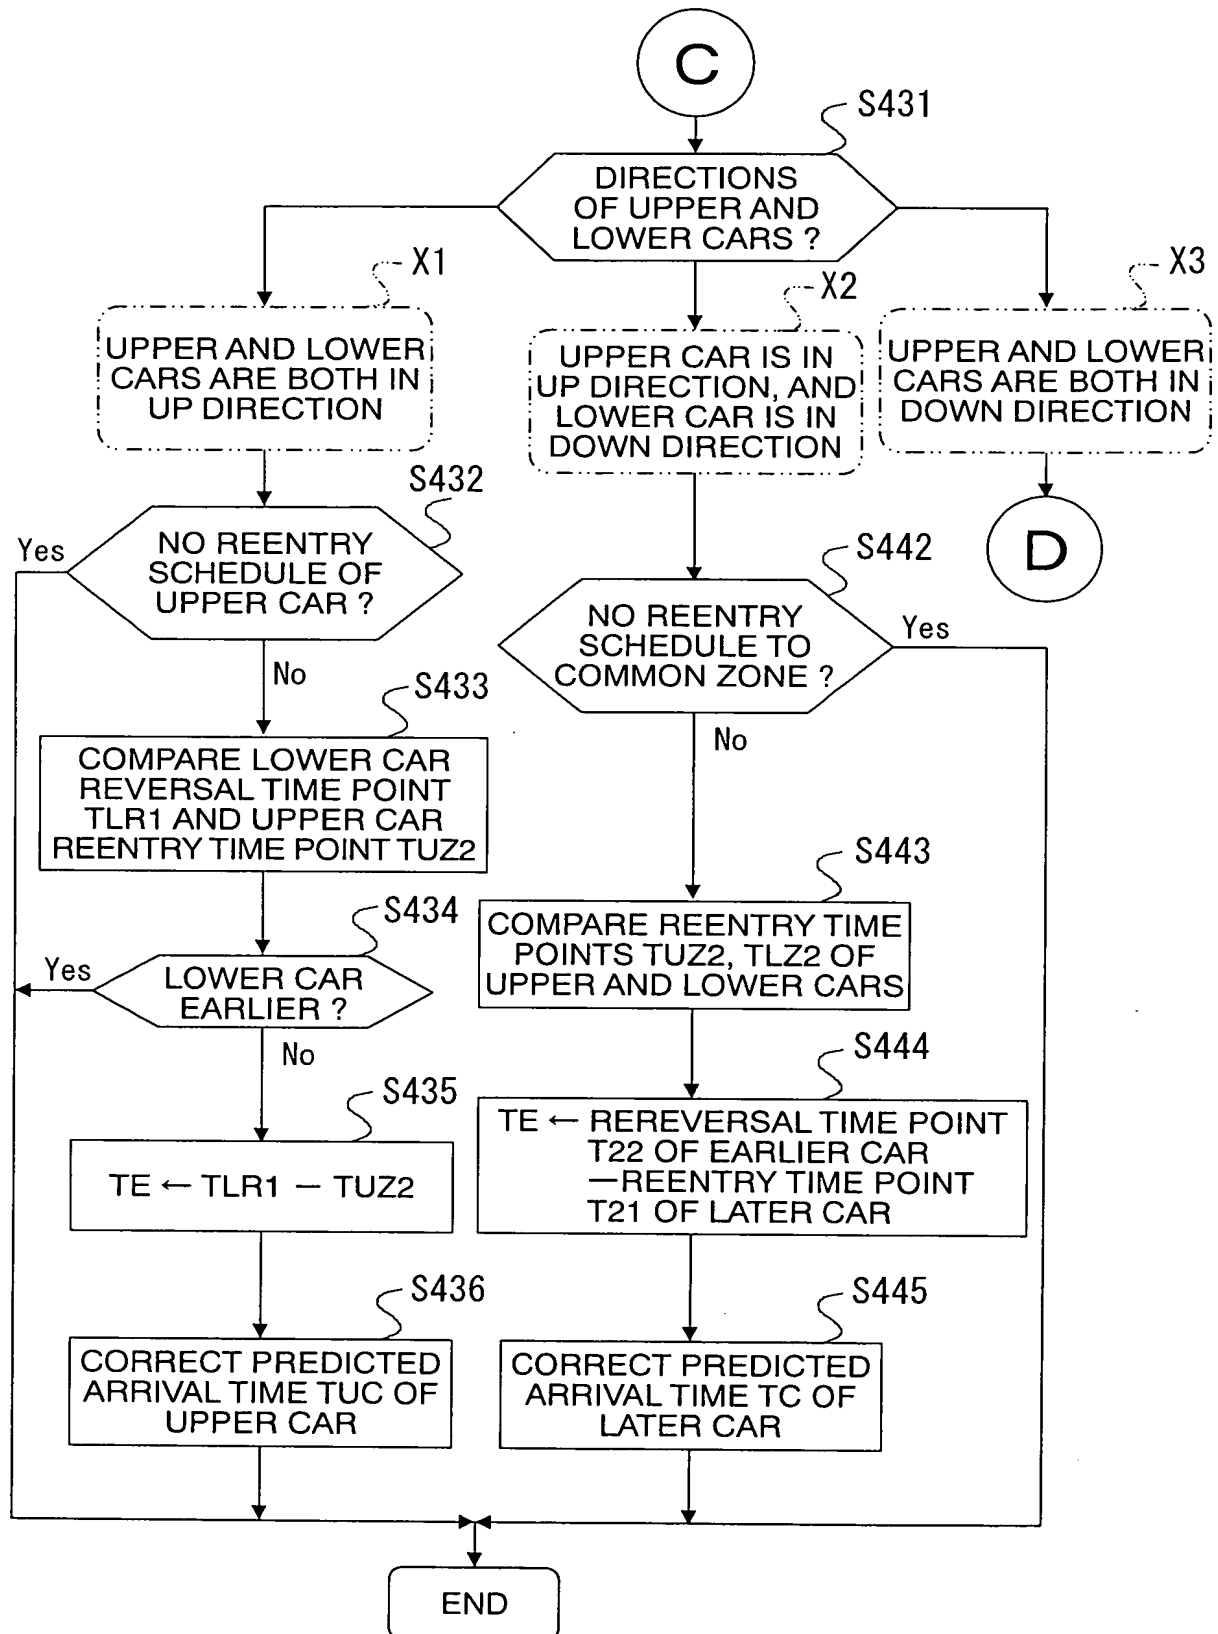 C
S431
DIRECTIONS
OF UPPER AND
LOWER CARS ?
X1
UPPER AND LOWER
CARS ARE BOTH IN
UP DIRECTION
X2
UPPER CAR IS IN
UP DIRECTION, AND
LOWER CAR IS IN
DOWN DIRECTION
X3
UPPER AND LOWER
CARS ARE BOTH IN
DOWN DIRECTION
D
S432
Yes
NO REENTRY
SCHEDULE OF
UPPER CAR ?
No
S433
COMPARE LOWER CAR
REVERSAL TIME POINT
TLR1 AND UPPER CAR
REENTRY TIME POINT TUZ2
S434
Yes
LOWER CAR
EARLIER ?
No
S435
TE ← TLR1 — TUZ2
S436
CORRECT PREDICTED
ARRIVAL TIME TUC OF
UPPER CAR
S442
NO REENTRY
SCHEDULE TO
COMMON ZONE ?
Yes
No
S443
COMPARE REENTRY TIME
POINTS TUZ2, TLZ2 OF
UPPER AND LOWER CARS
S444
TE ← REREVERSAL TIME POINT
T22 OF EARLIER CAR
—REENTRY TIME POINT
T21 OF LATER CAR
S445
CORRECT PREDICTED
ARRIVAL TIME TC OF
LATER CAR
END